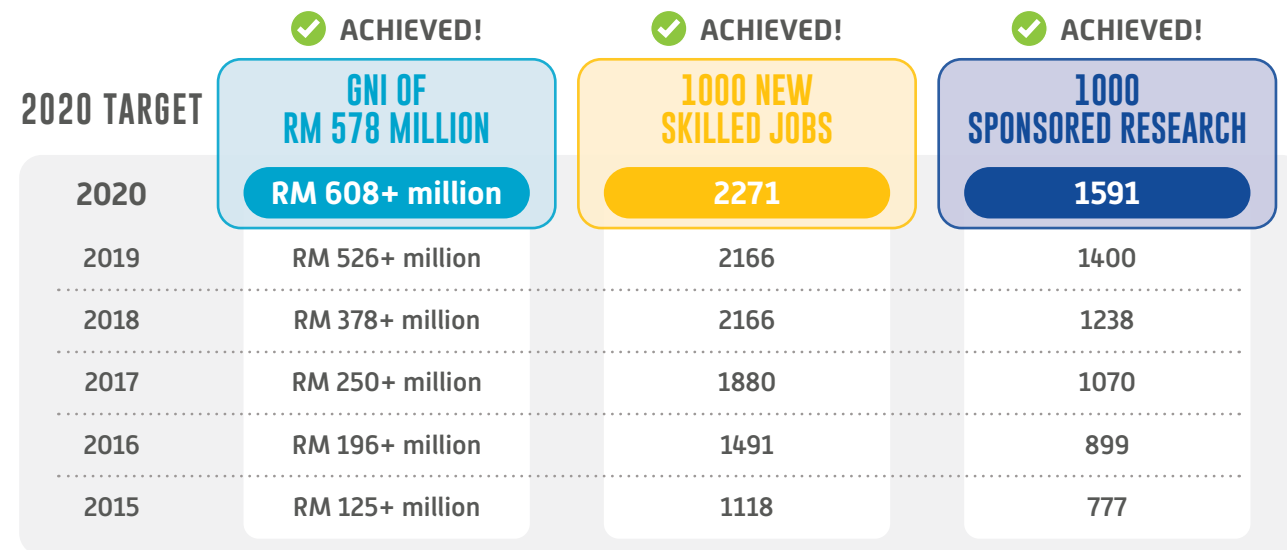 ACHIEVED! ACHIEVED! ACHIEVED!
2020 TARGET
GNI OF
RM 578 MILLION
1000 NEW
SKILLED JOBS
1000
SPONSORED RESEARCH
2020 RM 608+ million 2271 1591
2019 RM 526+ million 2166 1400
2018 RM 378+ million 2166 1238
2017 RM 250+ million 1880 1070
2016 RM 196+ million 1491 899
2015 RM 125+ million 1118 777